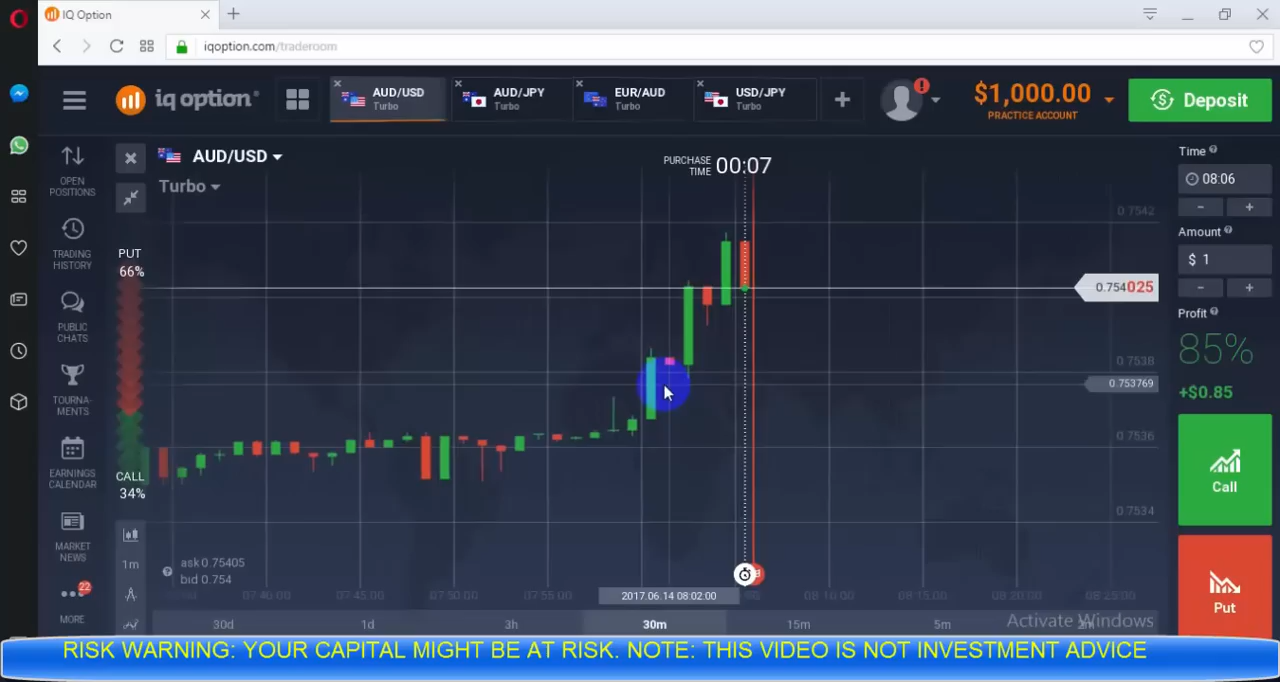 IQ Option
iqoption.com/traderoom
iq option
AUD/USD
Turbo
AUD/JPY
Turbo
EUR/AUD
Turbo
USD/JPY
Turbo
$1,000.00
PRACTICE ACCOUNT
Deposit
OPEN
POSITIONS
TRADING
HISTORY
PUBLIC
CHATS
TOURNA-
MENTS
EARNINGS
CALENDAR
MARKET
NEWS
22
MORE
AUD/USD
Turbo
PUT
66%
CALL
34%
1m
PURCHASE
TIME
00:07
0.7542
0.754025
0.7538
0.753769
0.7536
0.7534
ask 0.75405
bid 0.754
07:40:00
07:45:00
07:50:00
07:55:00
2017.06.14 08:02:00
08:10:00
08:15:00
08:20:00
08:25:00
30d
1d
3h
30m
15m
5m
Time
08:06
-
+
Amount
$ 1
-
+
Profit
85%
+$0.85
Call
Put
Activate Windows
RISK WARNING: YOUR CAPITAL MIGHT BE AT RISK. NOTE: THIS VIDEO IS NOT INVESTMENT ADVICE